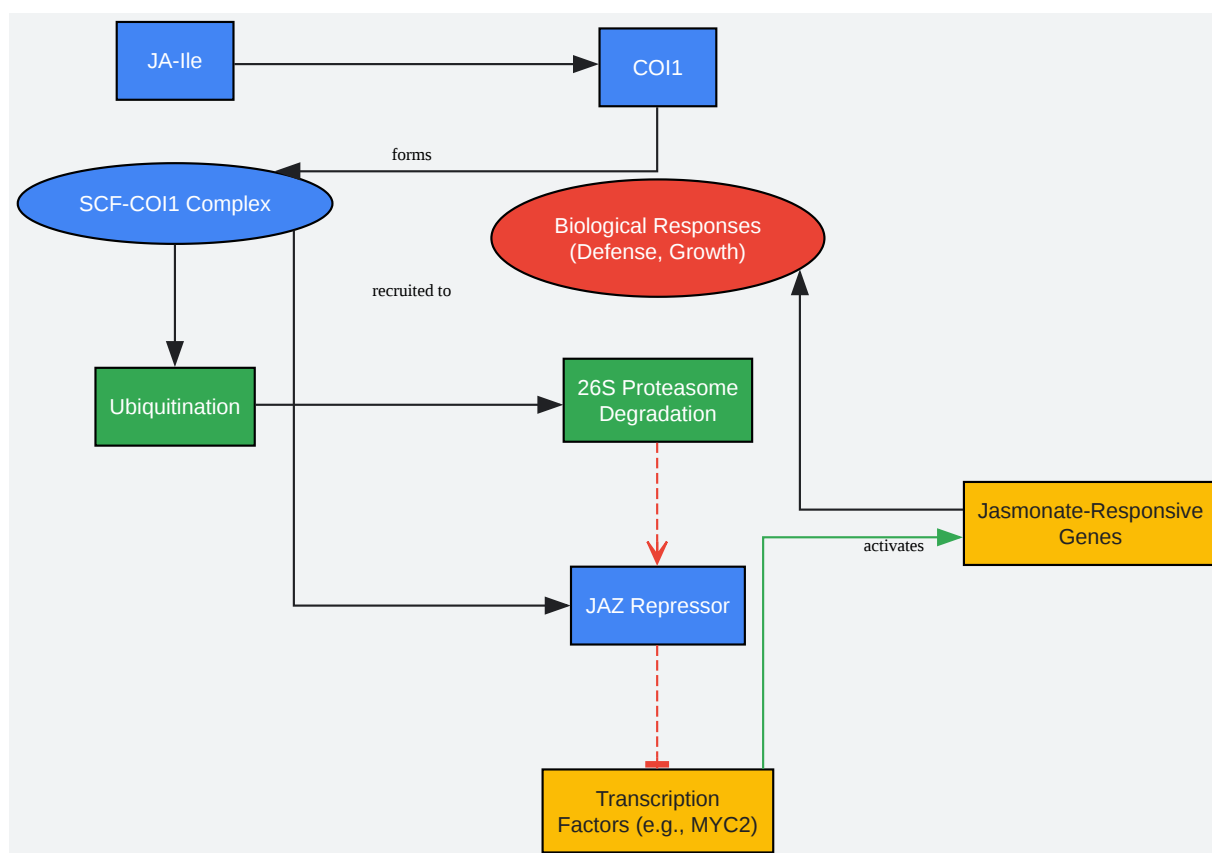 JA-Ile
COI1
forms
SCF-COI1 Complex
Biological Responses
(Defense, Growth)
recruited to
Ubiquitination
26S Proteasome
Degradation
Jasmonate-Responsive
Genes
activates
JAZ Repressor
Transcription
Factors (e.g., MYC2)